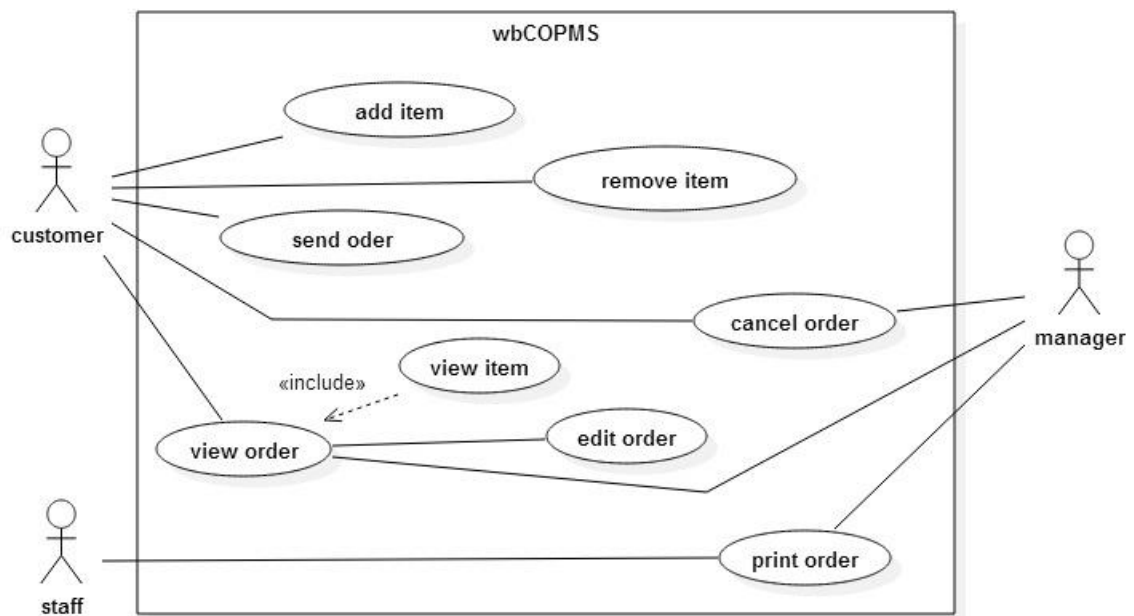 wbCOPMS
add item
remove item
customer
send oder
cancel order
manager
view item
«include»
edit order
view order
print order
staff